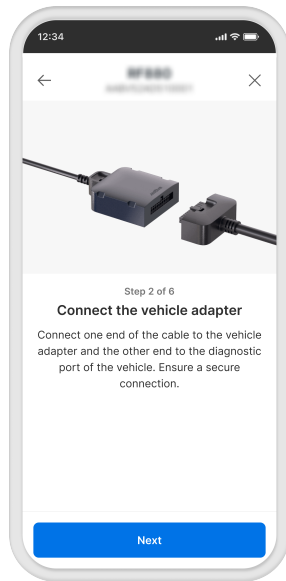 12:34
Step 2 of 6
Connect the vehicle adapter
Connect one end of the cable to the vehicle
adapter and the other end to the diagnostic
port of the vehicle. Ensure a secure
connection.
Next